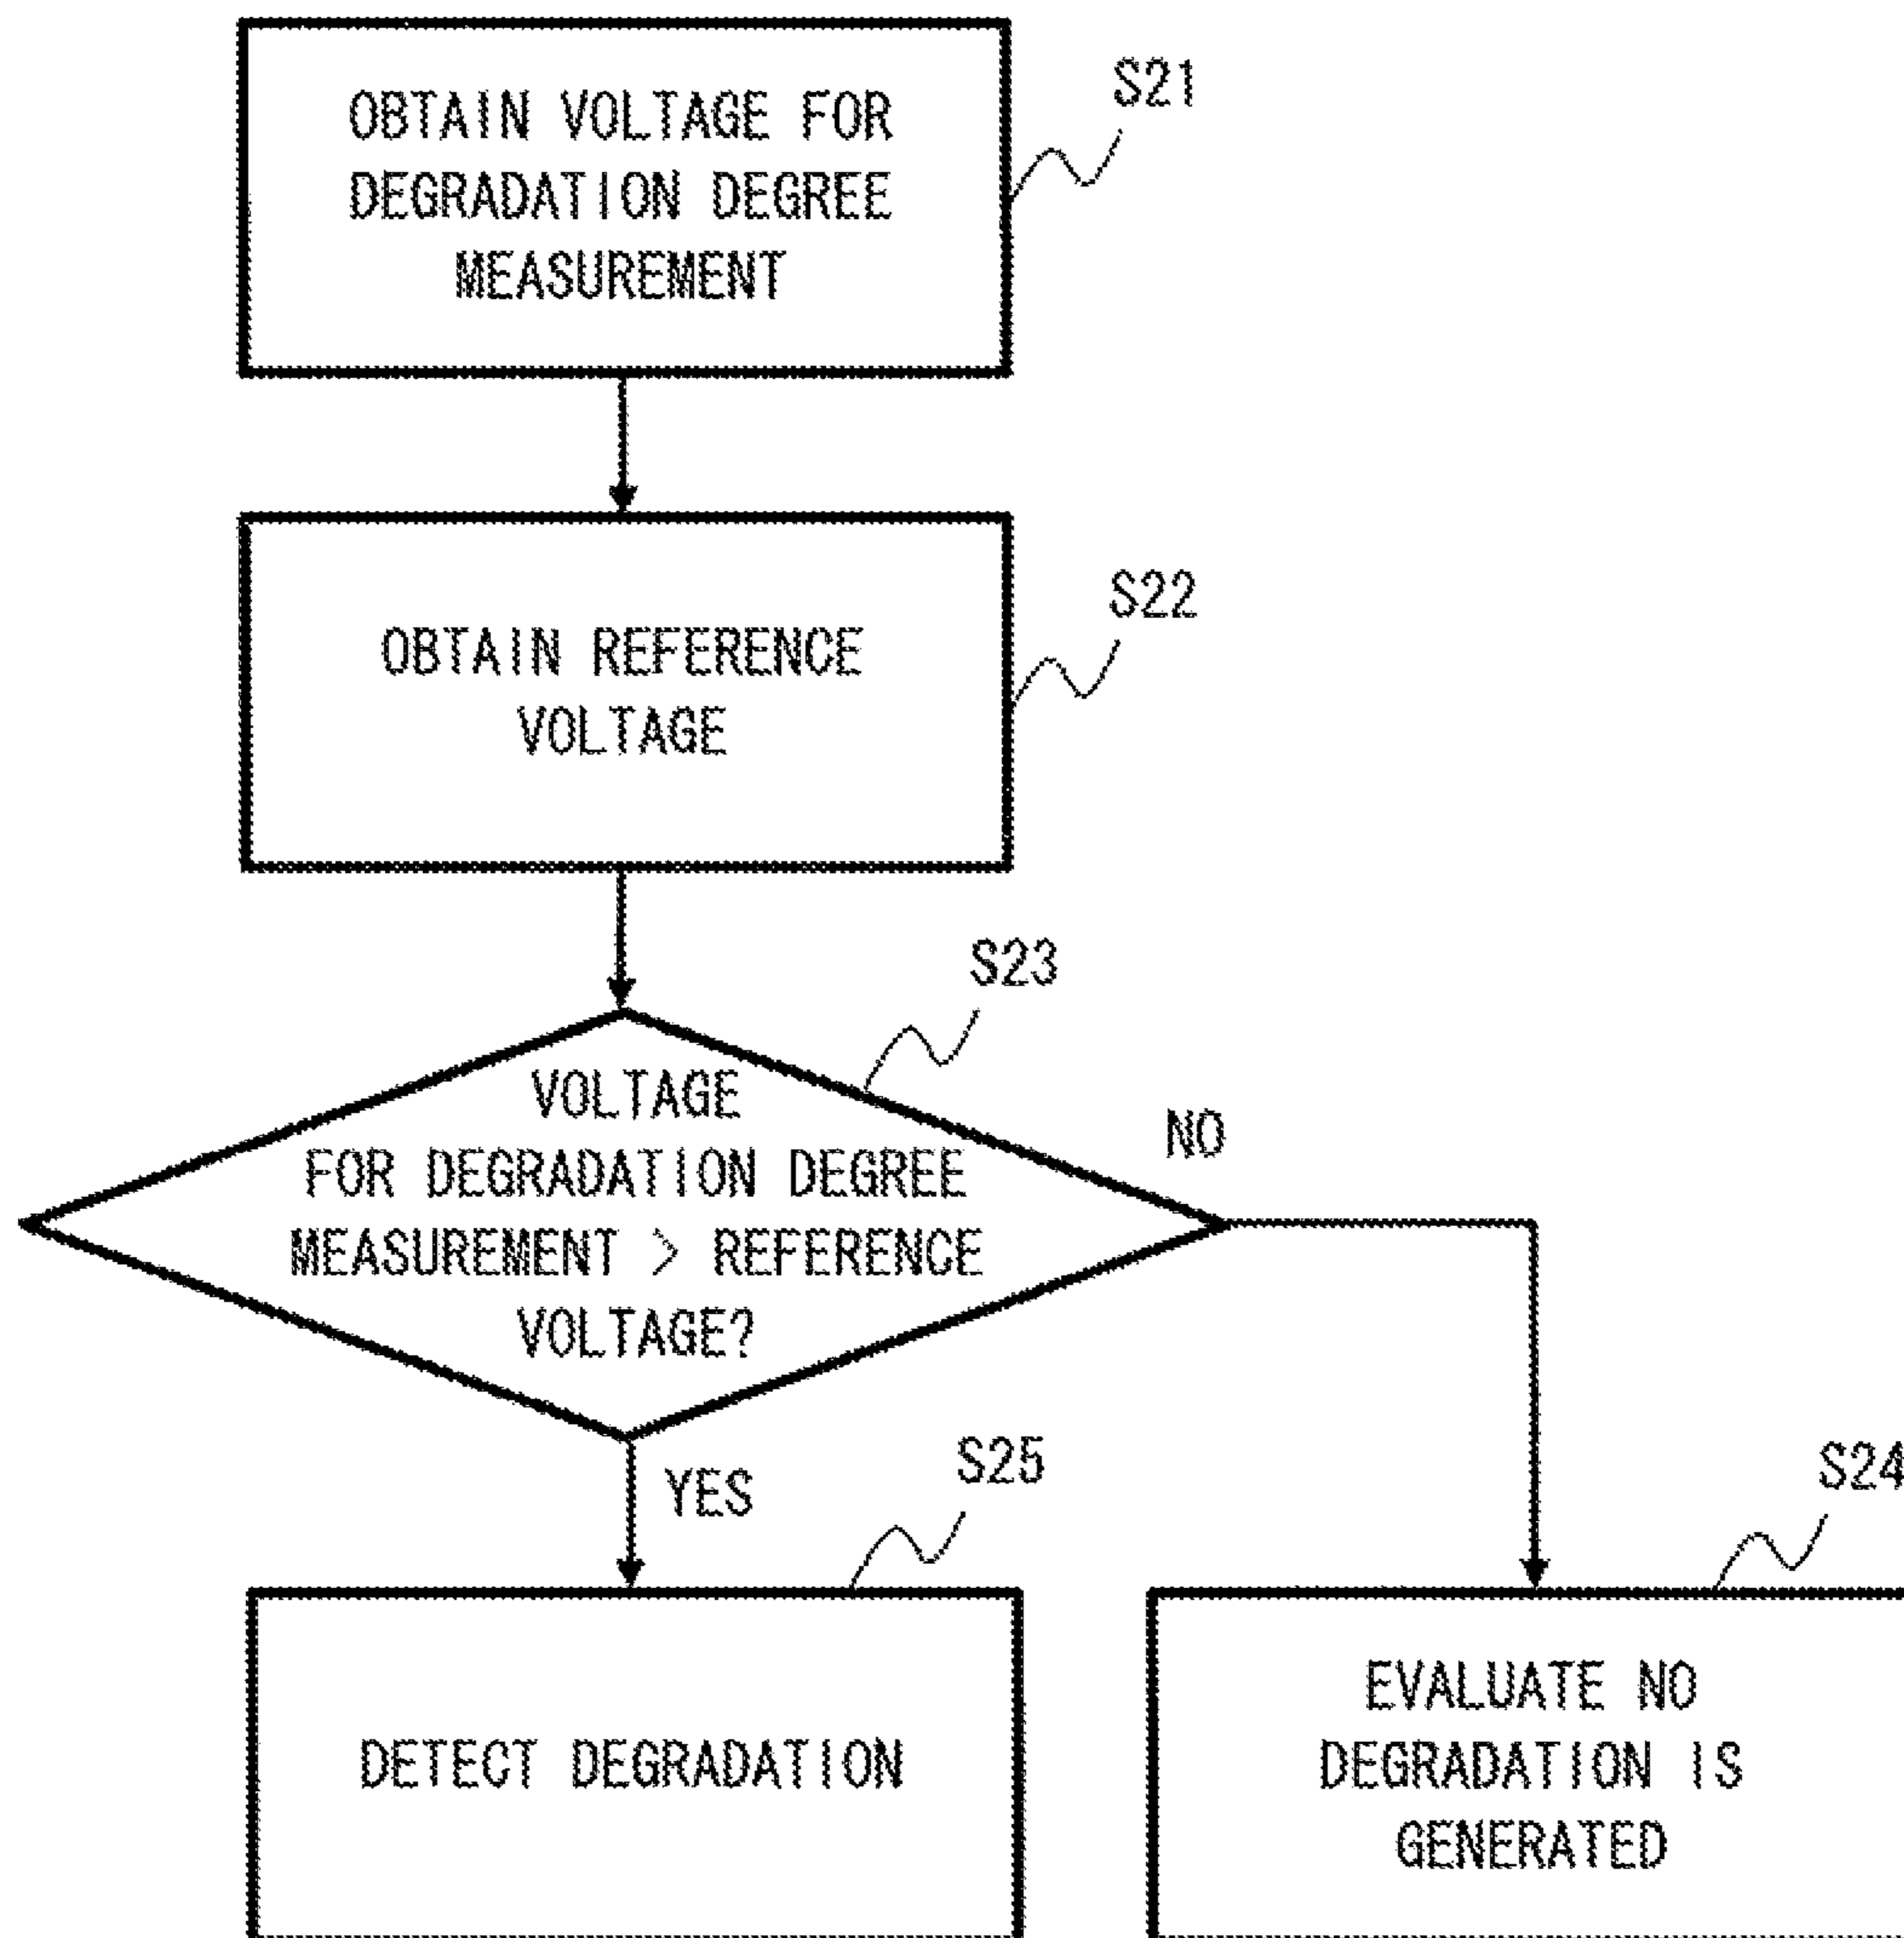 OBTAIN VOLTAGE FOR
DEGRADATION DEGREE
MEASUREMENT
S21
OBTAIN REFERENCE
VOLTAGE
S22
S23
VOLTAGE
FOR DEGRADATION DEGREE
MEASUREMENT > REFERENCE
VOLTAGE?
NO
YES
S25
DETECT DEGRADATION
S24
EVALUATE NO
DEGRADATION IS
GENERATED